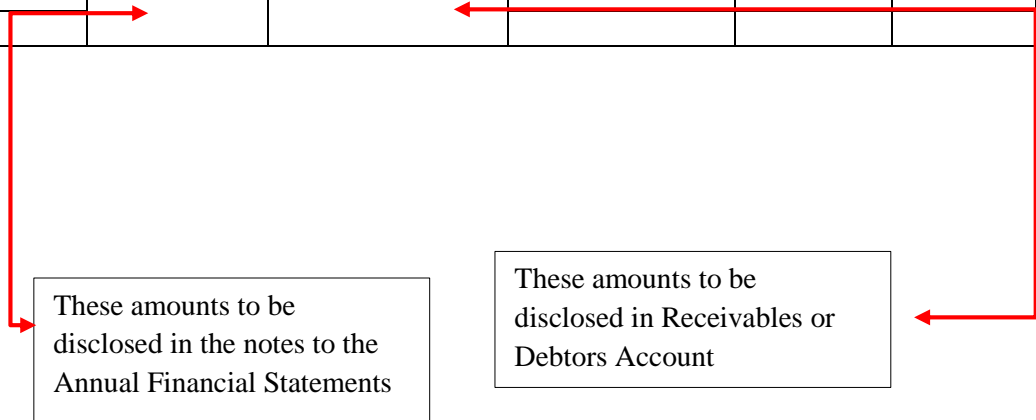 These amounts to be
disclosed in the notes to the
Annual Financial Statements
These amounts to be
disclosed in Receivables or
Debtors Account